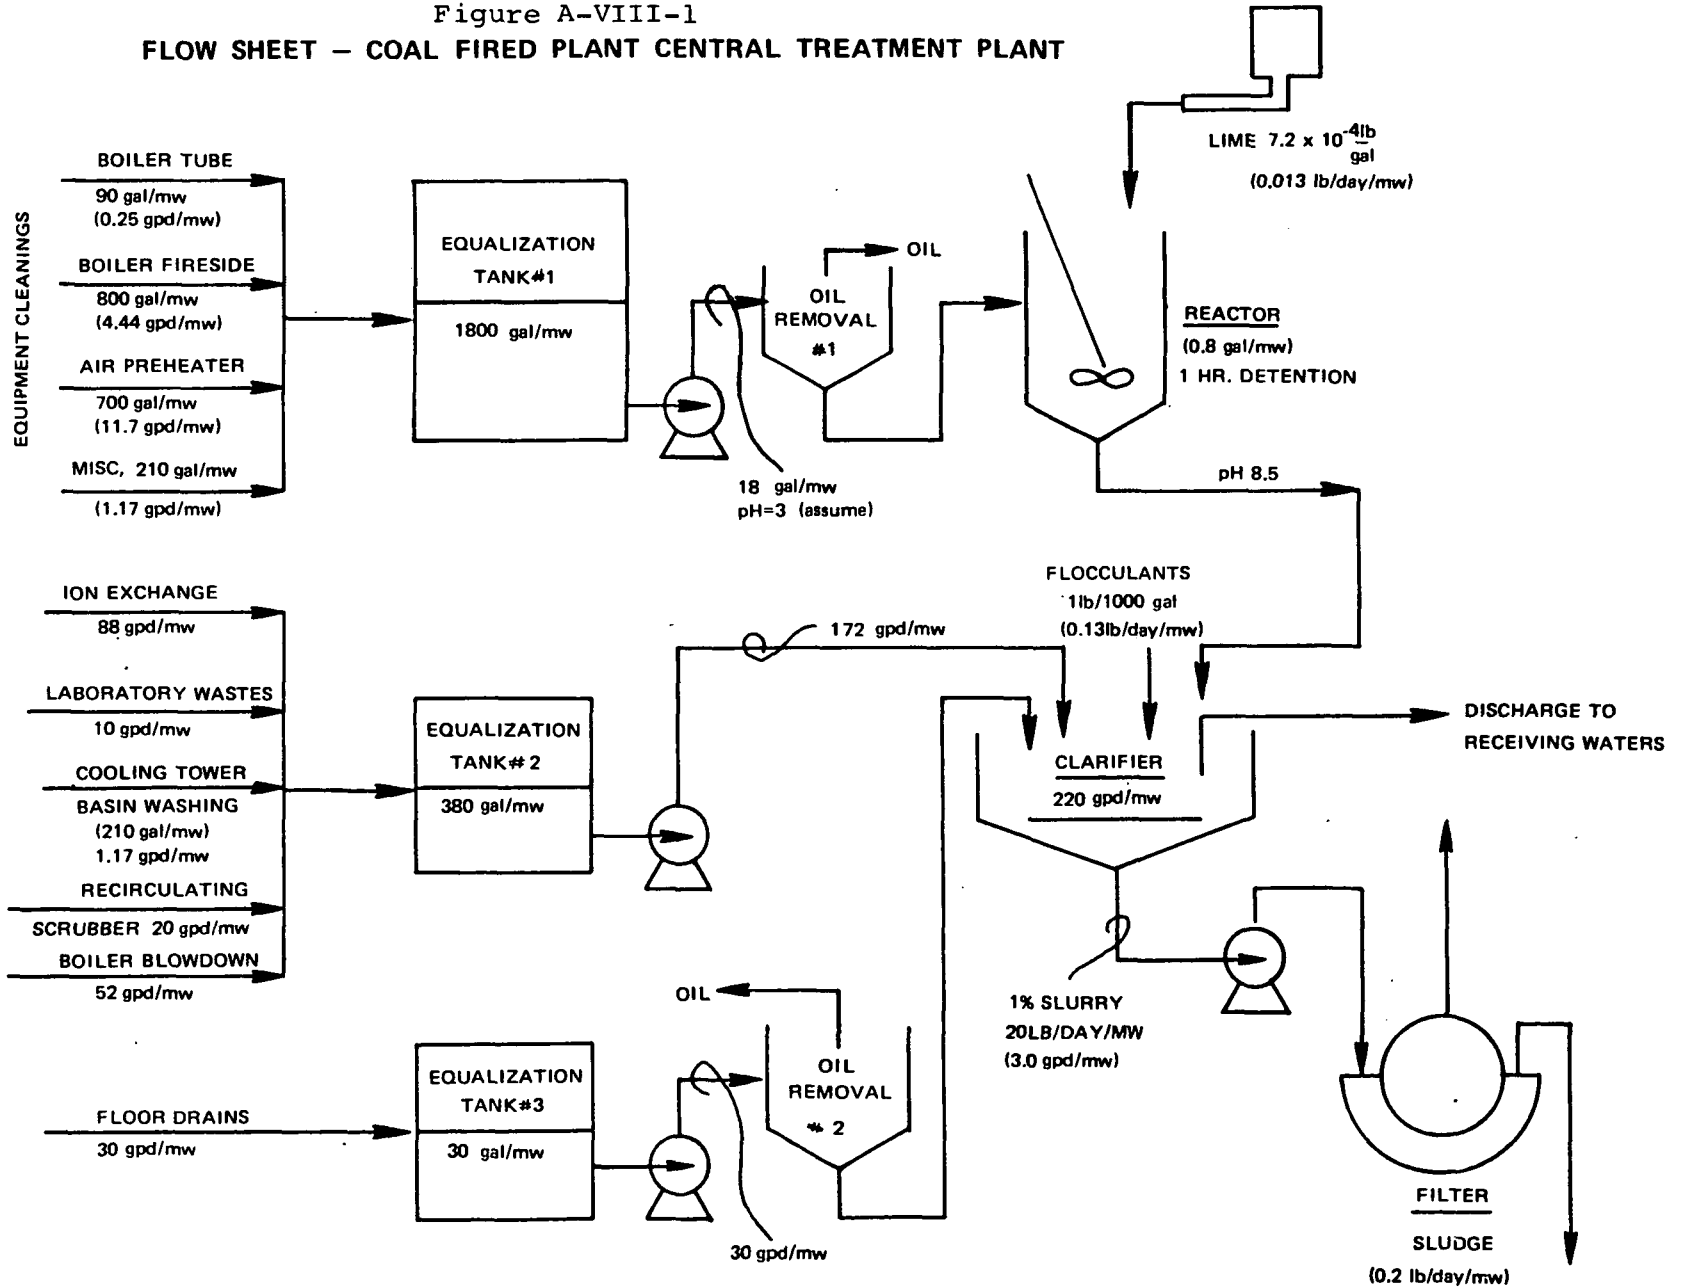 Figure A-VIII-1
FLOW SHEET – COAL FIRED PLANT CENTRAL TREATMENT PLANT
LIME 7.2 x 10-4 lb
gal
(0.013 lb/day/mw)
EQUIPMENT CLEANINGS
BOILER TUBE
90 gal/mw
(0.25 gpd/mw)
BOILER FIRESIDE
800 gal/mw
(4.44 gpd/mw)
AIR PREHEATER
700 gal/mw
(11.7 gpd/mw)
MISC, 210 gal/mw
(1.17 gpd/mw)
EQUALIZATION
TANK#1
1800 gal/mw
OIL
OIL
REMOVAL
#1
18 gal/mw
pH=3 (assume)
REACTOR
(0.8 gal/mw)
1 HR. DETENTION
pH 8.5
ION EXCHANGE
88 gpd/mw
LABORATORY WASTES
10 gpd/mw
COOLING TOWER
BASIN WASHING
(210 gal/mw)
1.17 gpd/mw
RECIRCULATING
SCRUBBER 20 gpd/mw
BOILER BLOWDOWN
52 gpd/mw
EQUALIZATION
TANK#2
380 gal/mw
172 gpd/mw
FLOCCULANTS
1lb/1000 gal
(0.13lb/day/mw)
CLARIFIER
220 gpd/mw
DISCHARGE TO
RECEIVING WATERS
1% SLURRY
20LB/DAY/MW
(3.0 gpd/mw)
FLOOR DRAINS
30 gpd/mw
EQUALIZATION
TANK#3
30 gal/mw
OIL
OIL
REMOVAL
# 2
30 gpd/mw
FILTER
SLUDGE
(0.2 lb/day/mw)